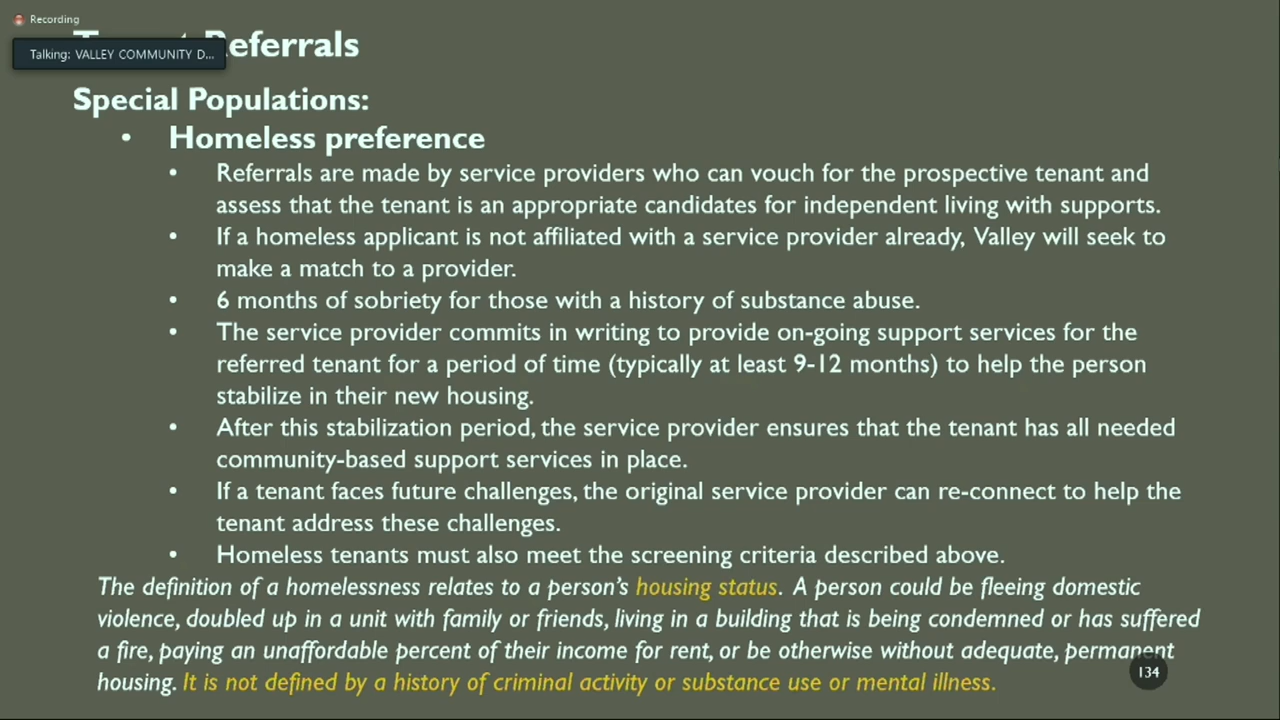 Recording
Talking: VALLEY COMMUNITY D...
Referrals
Special Populations:
• Homeless preference
• Referrals are made by service providers who can vouch for the prospective tenant and
assess that the tenant is an appropriate candidates for independent living with supports.
• If a homeless applicant is not affiliated with a service provider already, Valley will seek to
make a match to a provider.
• 6 months of sobriety for those with a history of substance abuse.
• The service provider commits in writing to provide on-going support services for the
referred tenant for a period of time (typically at least 9-12 months) to help the person
stabilize in their new housing.
• After this stabilization period, the service provider ensures that the tenant has all needed
community-based support services in place.
• If a tenant faces future challenges, the original service provider can re-connect to help the
tenant address these challenges.
• Homeless tenants must also meet the screening criteria described above.
The definition of a homelessness relates to a person's housing status. A person could be fleeing domestic
violence, doubled up in a unit with family or friends, living in a building that is being condemned or has suffered
a fire, paying an unaffordable percent of their income for rent, or be otherwise without adequate, permanent
housing. It is not defined by a history of criminal activity or substance use or mental illness.
134